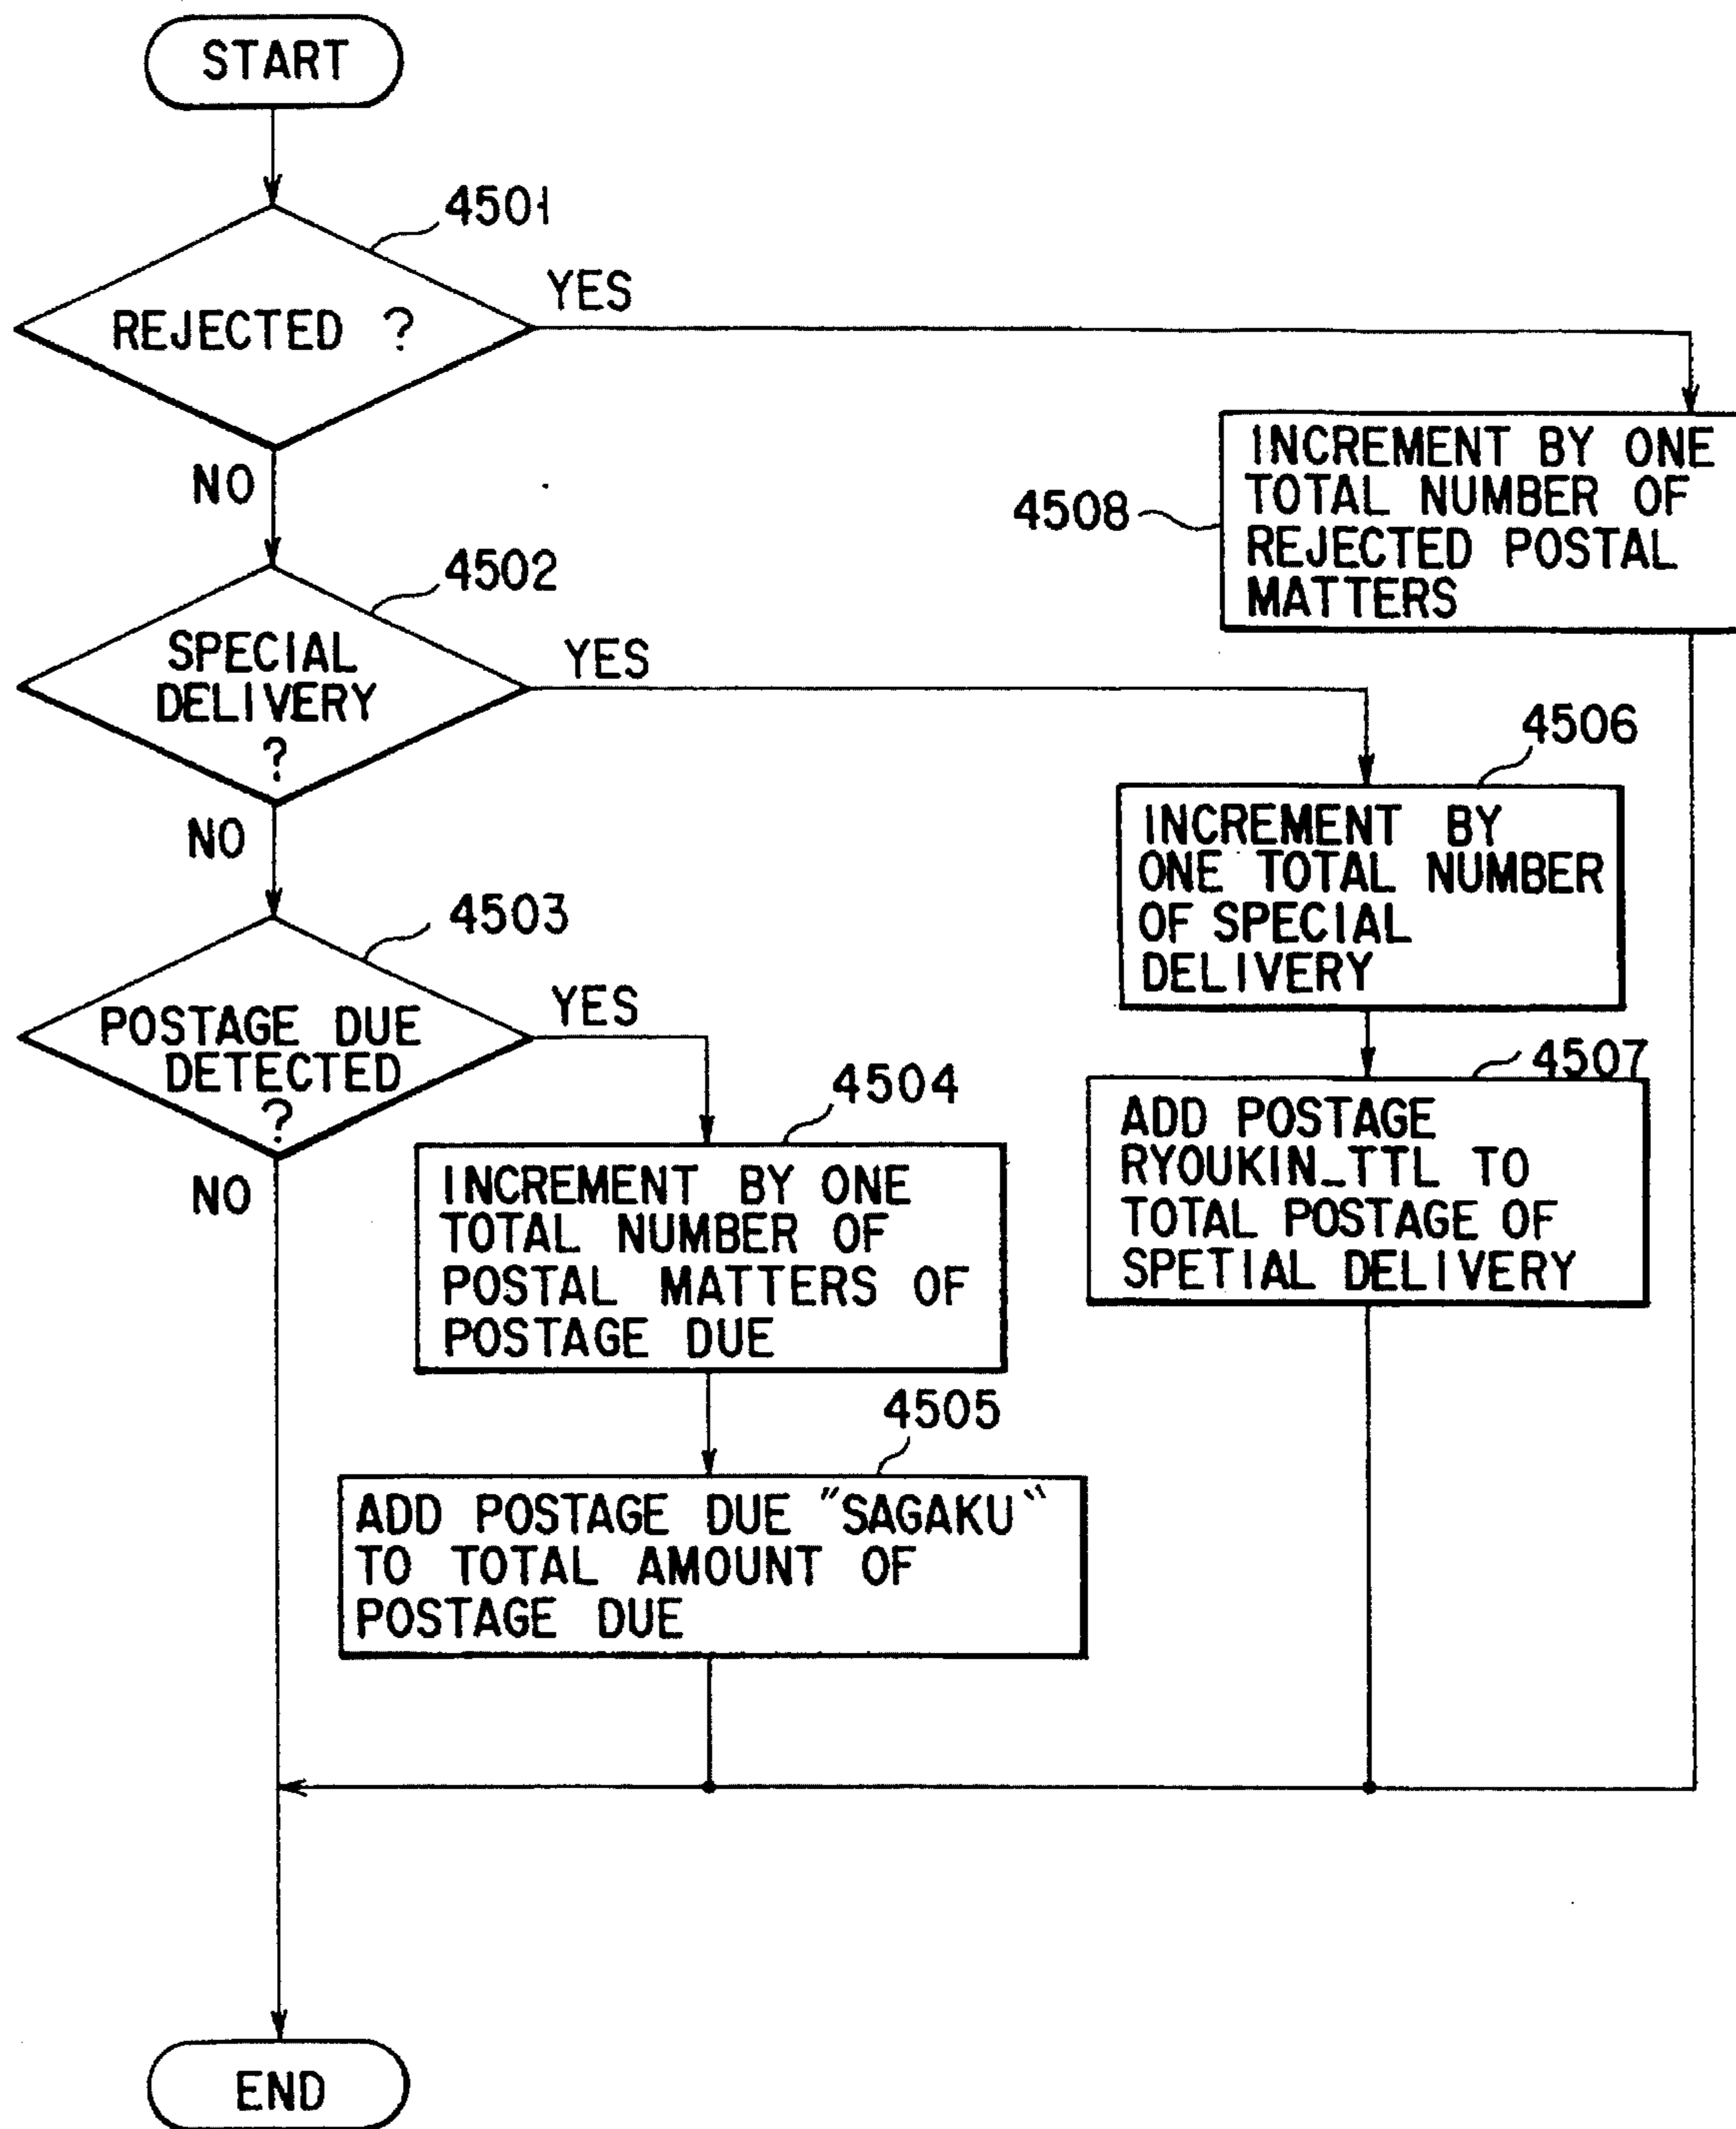 START
4501
REJECTED ?
YES
NO
INCREMENT BY ONE
TOTAL NUMBER OF
REJECTED POSTAL
MATTERS
4508
4502
SPECIAL
DELIVERY
?
YES
NO
4506
INCREMENT BY
ONE TOTAL NUMBER
OF SPECIAL
DELIVERY
4503
POSTAGE DUE
DETECTED
?
YES
NO
4507
ADD POSTAGE
RYOUKIN_TTL TO
TOTAL POSTAGE OF
SPETIAL DELIVERY
4504
INCREMENT BY ONE
TOTAL NUMBER OF
POSTAL MATTERS OF
POSTAGE DUE
4505
ADD POSTAGE DUE "SAGAKU"
TO TOTAL AMOUNT OF
POSTAGE DUE
END